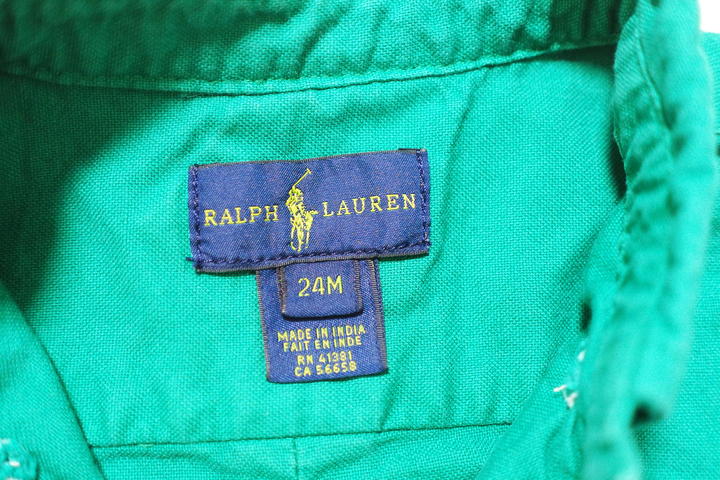 RALPH LAUREN
24M
MADE IN INDIA
FAIT EN INDE
RN 41381
CA 56658